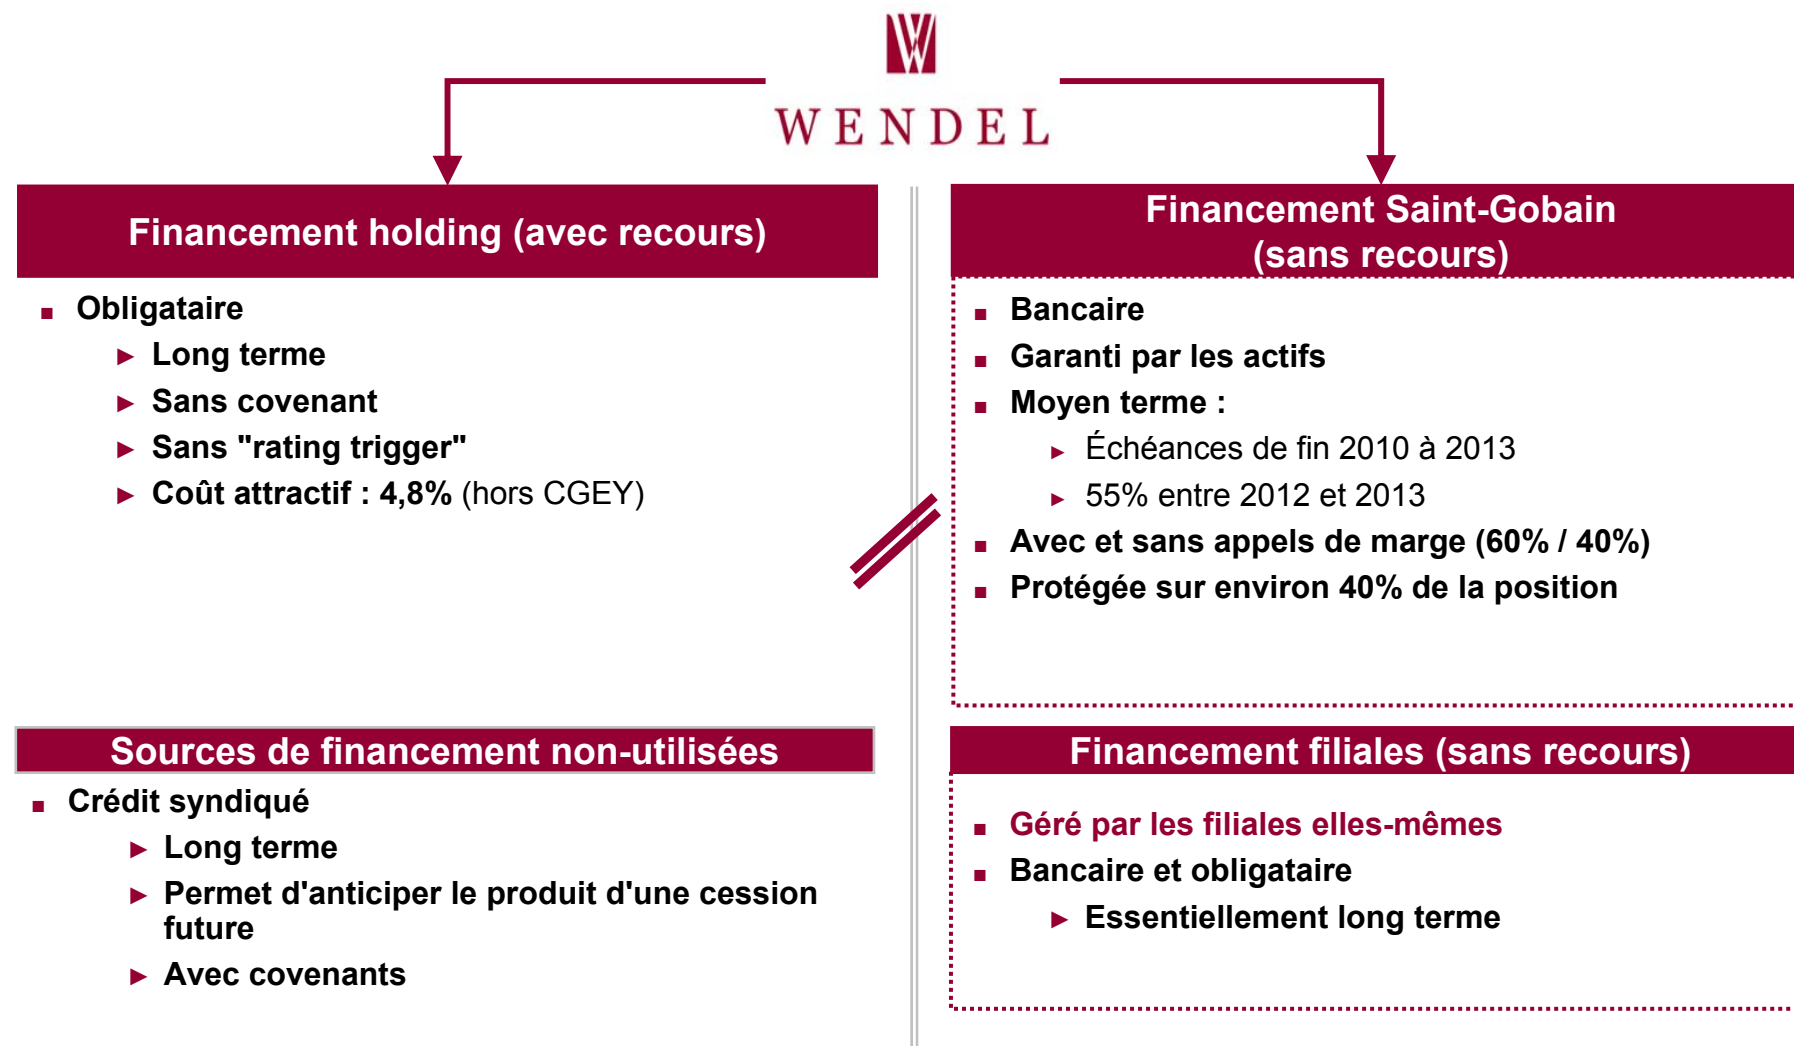 WENDEL
Financement holding (avec recours)
■ Obligataire
► Long terme
► Sans covenant
► Sans "rating trigger"
► Coût attractif : 4,8% (hors CGEY)
Financement Saint-Gobain
(sans recours)
■ Bancaire
■ Garanti par les actifs
■ Moyen terme :
► Échéances de fin 2010 à 2013
► 55% entre 2012 et 2013
■ Avec et sans appels de marge (60% / 40%)
■ Protégée sur environ 40% de la position
Sources de financement non-utilisées
■ Crédit syndiqué
► Long terme
► Permet d'anticiper le produit d'une cession
future
► Avec covenants
Financement filiales (sans recours)
■ Géré par les filiales elles-mêmes
■ Bancaire et obligataire
► Essentiellement long terme